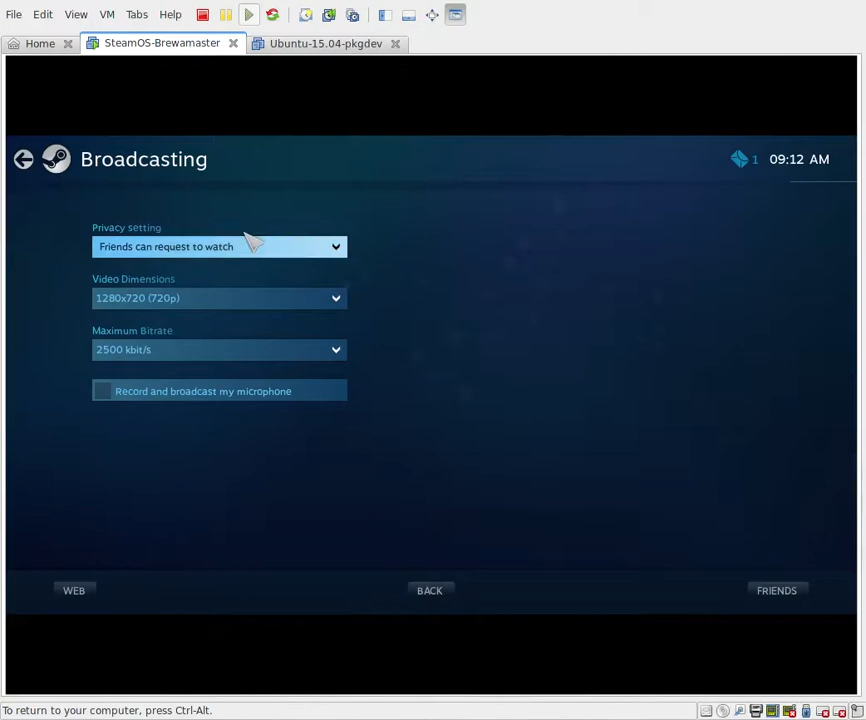 File Edit View VM Tabs Help
Home SteamOS-Brewamaster Ubuntu-15.04-pkgdev
Broadcasting 1 09:12 AM
Privacy setting
Friends can request to watch
Video Dimensions
1280x720 (720p)
Maximum Bitrate
2500 kbit/s
Record and broadcast my microphone
WEB BACK FRIENDS
To return to your computer, press Ctrl-Alt.